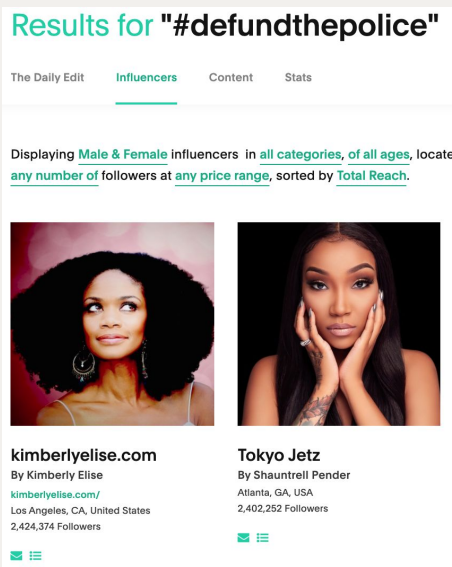 Results for "#defundthepolice"
The Daily Edit Influencers Content Stats
Displaying Male & Female influencers in all categories, of all ages, locate
any number of followers at any price range, sorted by Total Reach.
kimberlyelise.com
By Kimberly Elise
kimberlyelise.com/
Los Angeles, CA, United States
2,424,374 Followers
Tokyo Jetz
By Shauntrell Pender
Atlanta, GA, USA
2,402,252 Followers